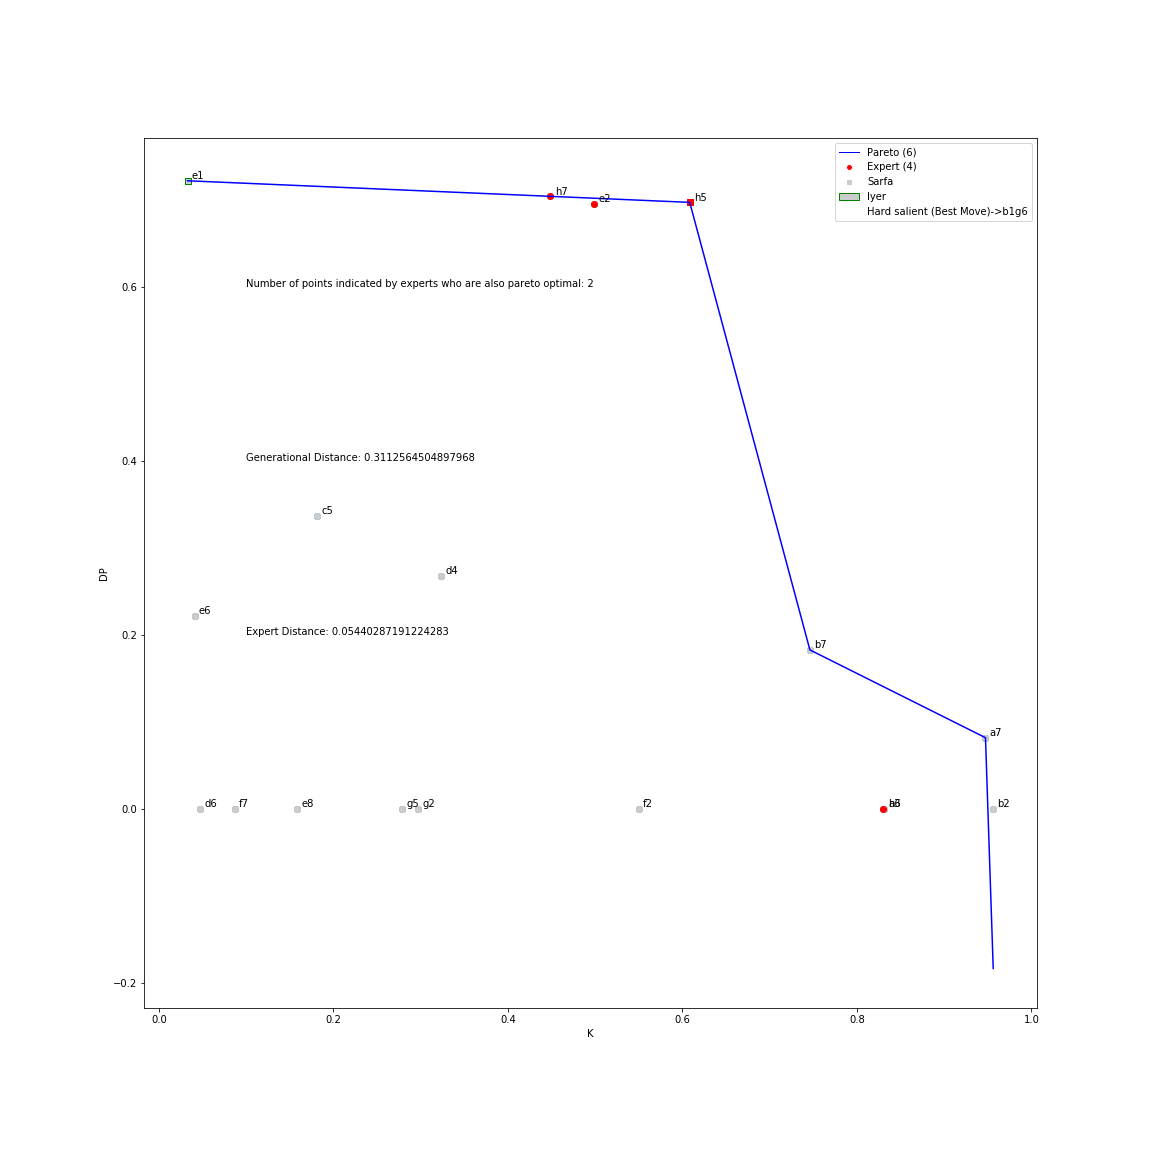 Pareto (6)
Expert (4)
Sarfa
Iyer
Hard salient (Best Move)->b1g6
e1
h7
e2
h5
Number of points indicated by experts who are also pareto optimal: 2
0.6
Generational Distance: 0.3112564504897968
0.4
c5
d4
DP
e6
Expert Distance: 0.05440287191224283
0.2
b7
a7
0.0
d6
f7
e8
g5
g2
f2
b2
−0.2
0.0
0.2
0.4
0.6
0.8
1.0
K